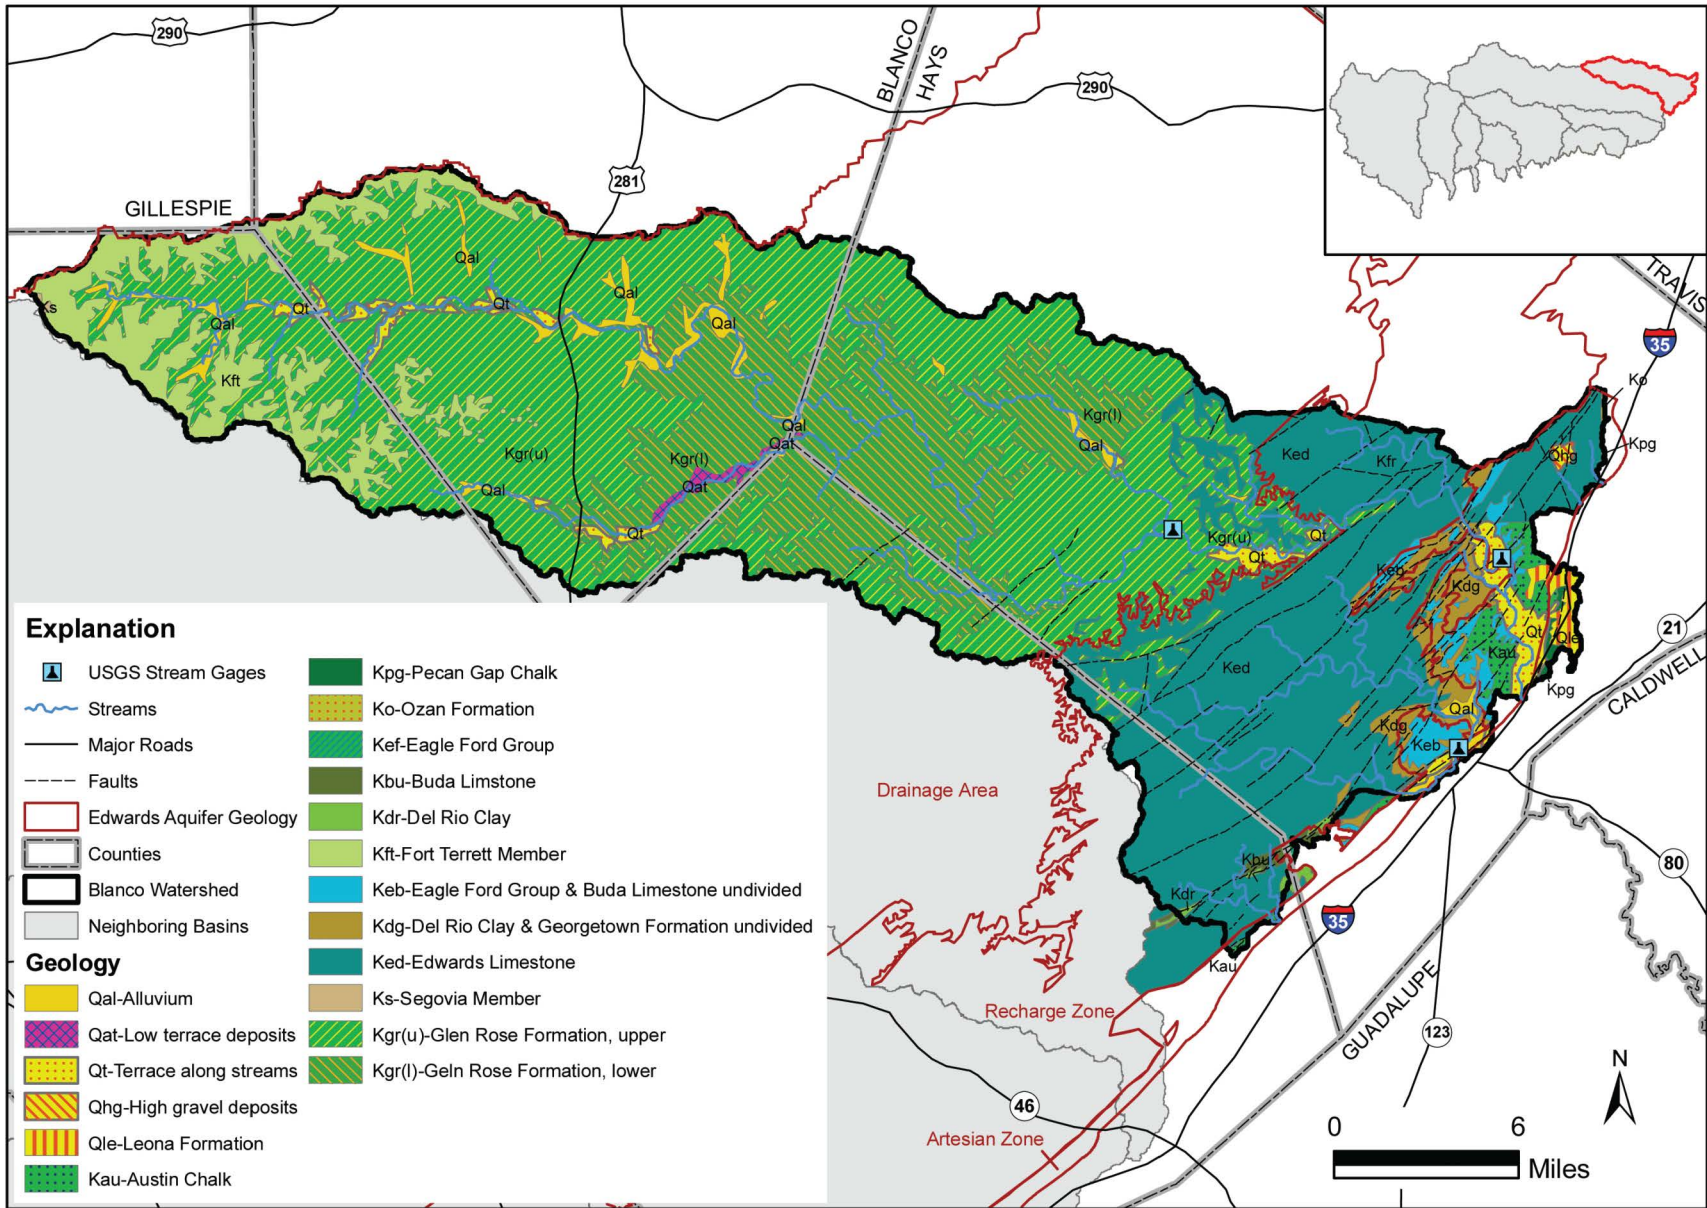 290
BLANCO
HAYS
290
281
GILLESPIE
TRAVIS
35
Ks
Qal
Qt
Qal
Qt
Qal
Qal
Kft
Kgr(u)
Kgr(l)
Qal
Qat
Qal
Qat
Qal
Qt
Kgr(l)
Qal
Ked
Kfr
Qhg
Ko
Kpg
Kgr(u)
Qt
Qt
Keb
Kdg
Qt
Qle
Kau
Kpg
Ked
Qal
Kdg
Keb
Kbu
Kdr
Kau
21
CALDWELL
80
35
GUADALUPE
123
46
Drainage Area
Recharge Zone
Artesian Zone
Explanation
USGS Stream Gages
Streams
Major Roads
Faults
Edwards Aquifer Geology
Counties
Blanco Watershed
Neighboring Basins
Geology
Qal-Alluvium
Qat-Low terrace deposits
Qt-Terrace along streams
Qhg-High gravel deposits
Qle-Leona Formation
Kau-Austin Chalk
Kpg-Pecan Gap Chalk
Ko-Ozan Formation
Kef-Eagle Ford Group
Kbu-Buda Limstone
Kdr-Del Rio Clay
Kft-Fort Terrett Member
Keb-Eagle Ford Group & Buda Limestone undivided
Kdg-Del Rio Clay & Georgetown Formation undivided
Ked-Edwards Limestone
Ks-Segovia Member
Kgr(u)-Glen Rose Formation, upper
Kgr(l)-Geln Rose Formation, lower
N
0 6
Miles